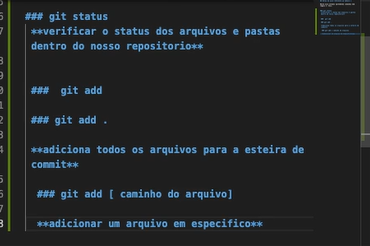 ### git status
**verificar o status dos arquivos e pastas
dentro do nosso repositorio**
###  git add
### git add .
**adiciona todos os arquivos para a esteira de
commit**
### git add [ caminho do arquivo]
**adicionar um arquivo em especifico**